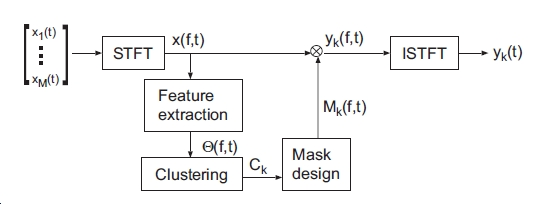 x1(t)
xM(t)
STFT
x(f,t)
Feature
extraction
Θ(f,t)
Clustering
Ck
Mask
design
Mk(f,t)
yk(f,t)
ISTFT
yk(t)